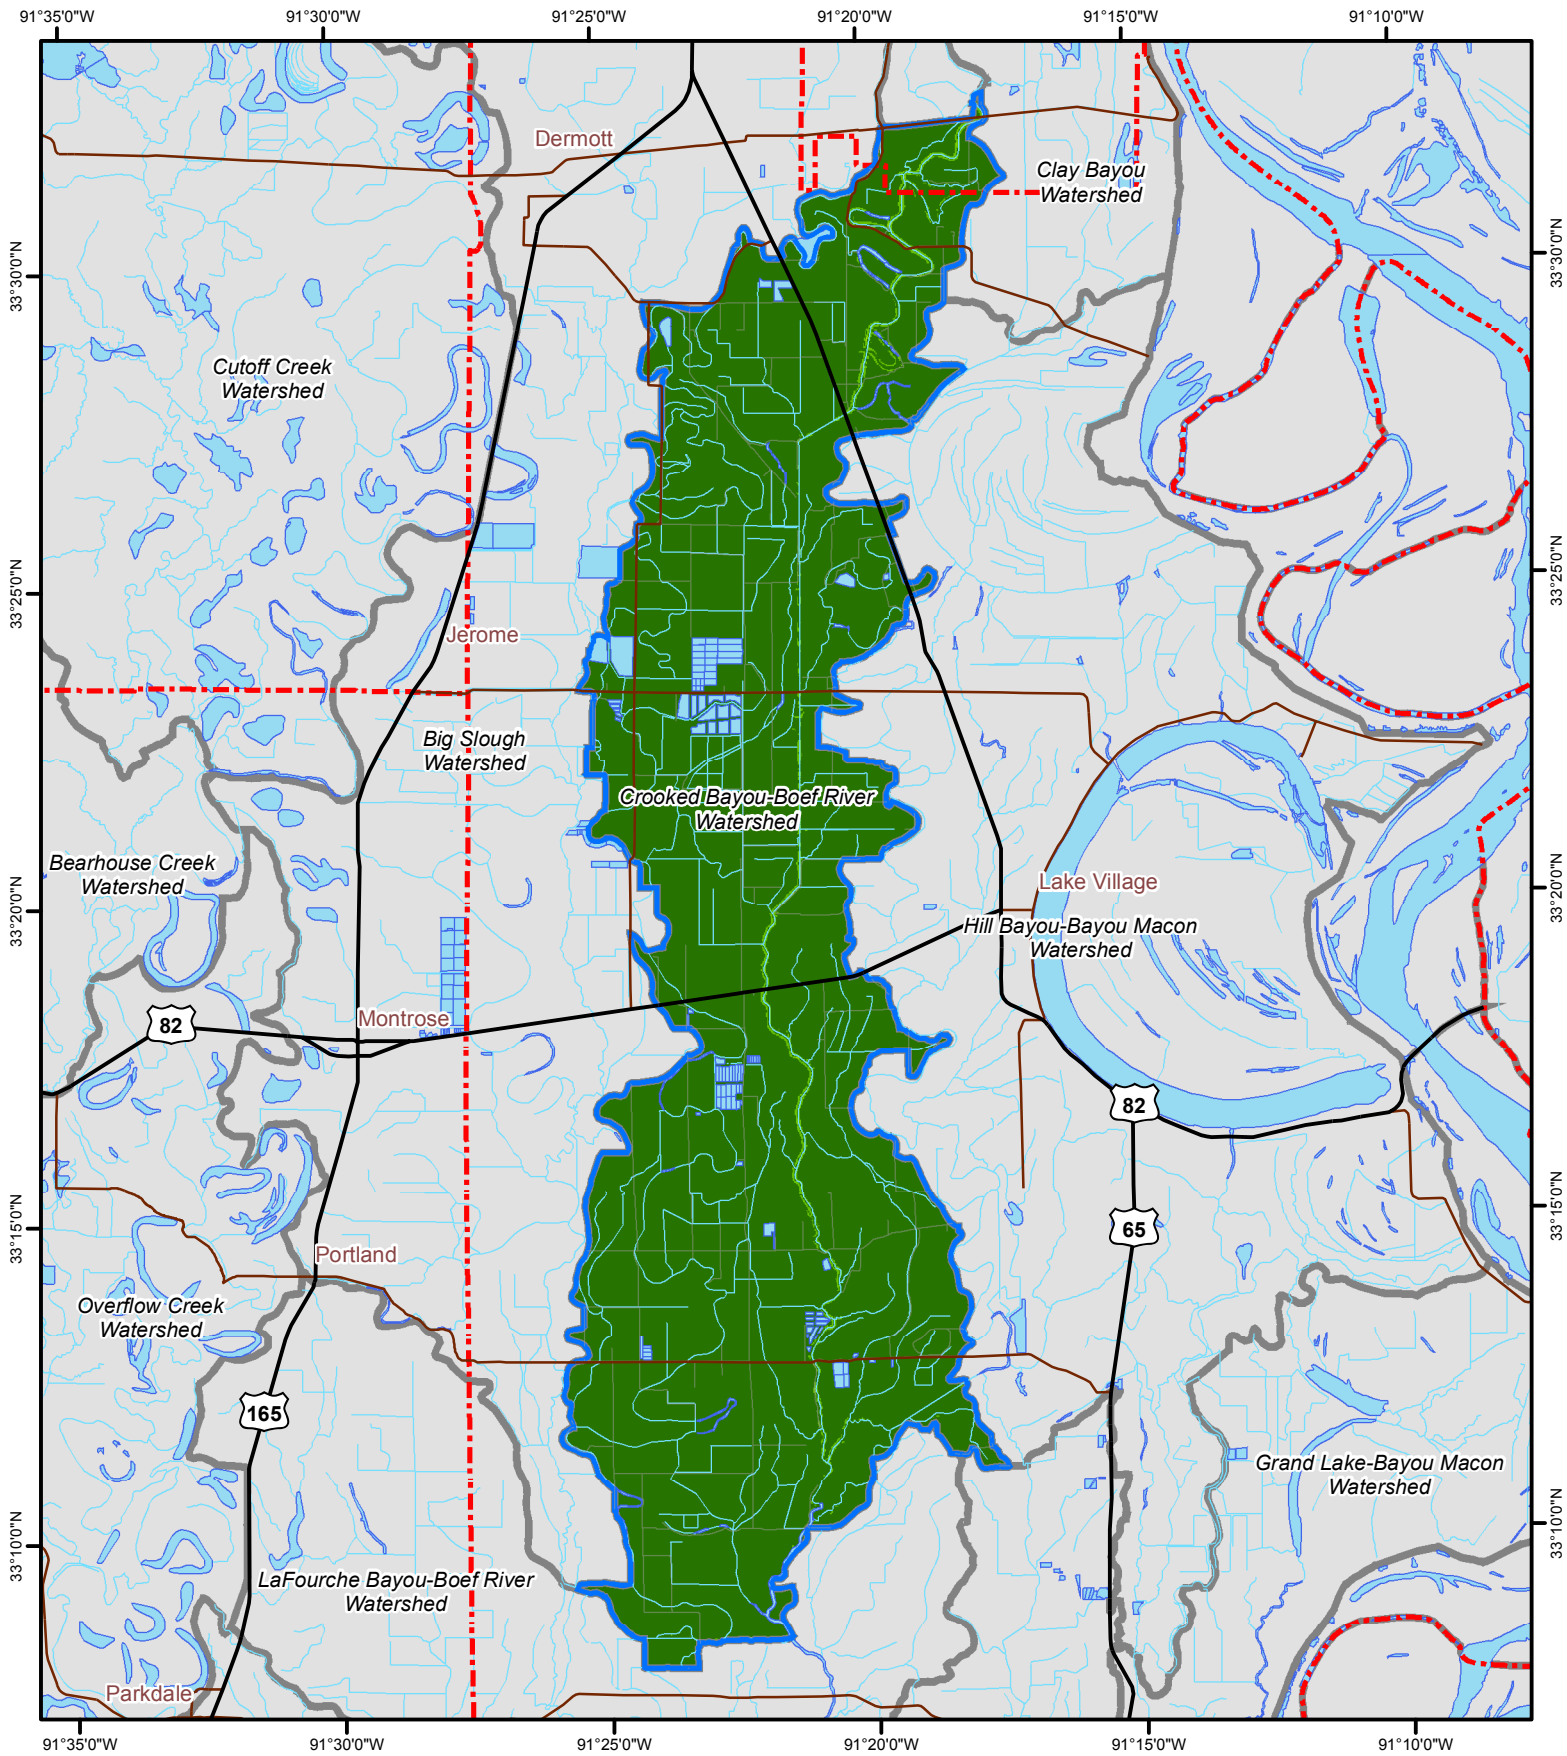 91°35'0"W
91°30'0"W
91°25'0"W
91°20'0"W
91°15'0"W
91°10'0"W
Dermott
Clay Bayou
Watershed
33°30'0"N
33°30'0"N
Cutoff Creek
Watershed
33°25'0"N
33°25'0"N
Jerome
Big Slough
Watershed
Crooked Bayou-Boef River
Watershed
Bearhouse Creek
Watershed
Lake Village
33°20'0"N
33°20'0"N
Hill Bayou-Bayou Macon
Watershed
82
Montrose
82
33°15'0"N
33°15'0"N
65
Portland
Overflow Creek
Watershed
165
Grand Lake-Bayou Macon
Watershed
33°10'0"N
33°10'0"N
LaFourche Bayou-Boef River
Watershed
Parkdale
91°35'0"W
91°30'0"W
91°25'0"W
91°20'0"W
91°15'0"W
91°10'0"W